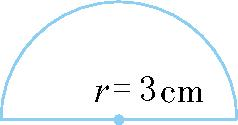 r = 3 cm